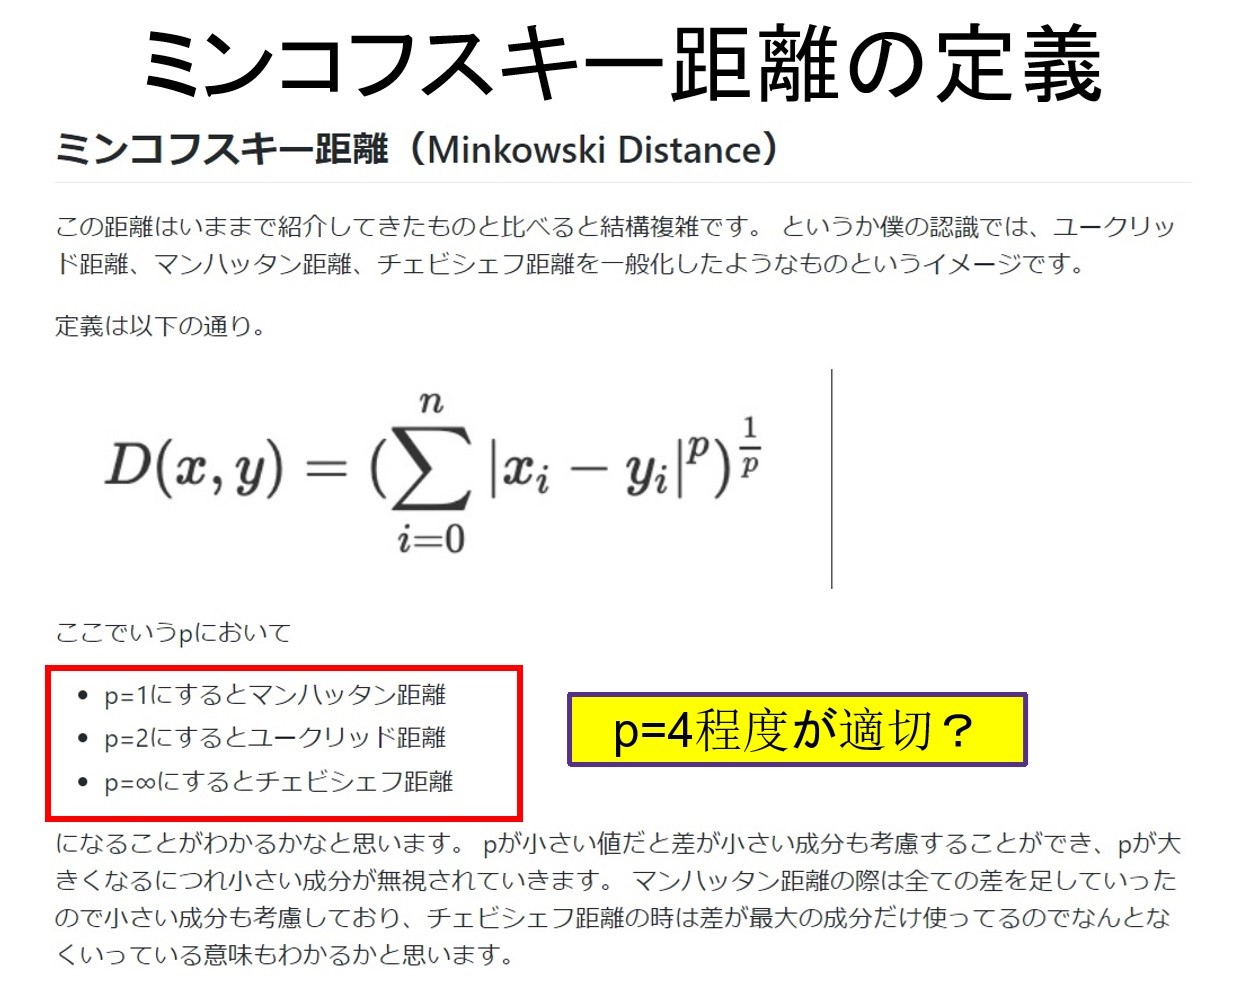 ミンコフスキー距離の定義
ミンコフスキー距離（Minkowski Distance）
この距離はいままで紹介してきたものと比べると結構複雑です。 というか僕の認識では、ユークリッ
ド距離、マンハッタン距離、チェビシェフ距離を一般化したようなものというイメージです。
定義は以下の通り。
D(x, y) = (∑_{i=0}^{n} |x_i − y_i|^p)^{1/p}
ここでいうpにおいて
• p=1にするとマンハッタン距離
• p=2にするとユークリッド距離
• p=∞にするとチェビシェフ距離
p=4程度が適切？
になることがわかるかなと思います。 pが小さい値だと差が小さい成分も考慮することができ、pが大
きくなるにつれ小さい成分が無視されていきます。 マンハッタン距離の際は全ての差を足していった
ので小さい成分も考慮しており、チェビシェフ距離の時は差が最大の成分だけ使ってるのでなんとな
くいっている意味もわかるかと思います。